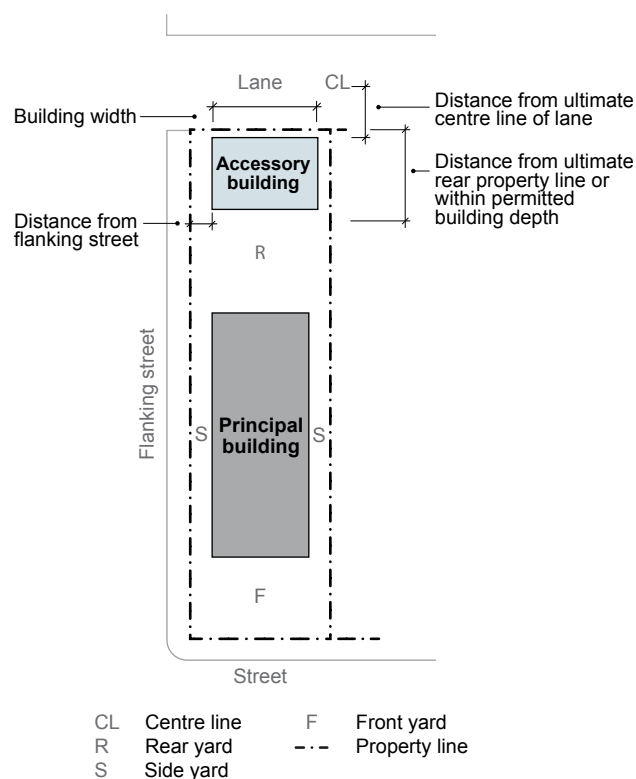 Lane
CL
Building width
Distance from ultimate
centre line of lane
Accessory
building
Distance from ultimate
rear property line or
within permitted
building depth
Distance from
flanking street
R
Flanking street
S
Principal
building
S
F
Street
CL Centre line
R Rear yard
S Side yard
F Front yard
Property line